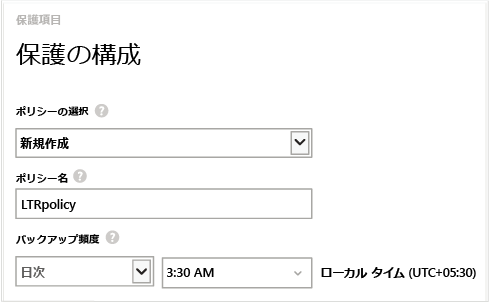 保護項目
保護の構成
ポリシーの選択 ?
新規作成
ポリシー名 ?
LTRpolicy
バックアップ頻度 ?
日次 3:30 AM ローカル タイム (UTC+05:30)